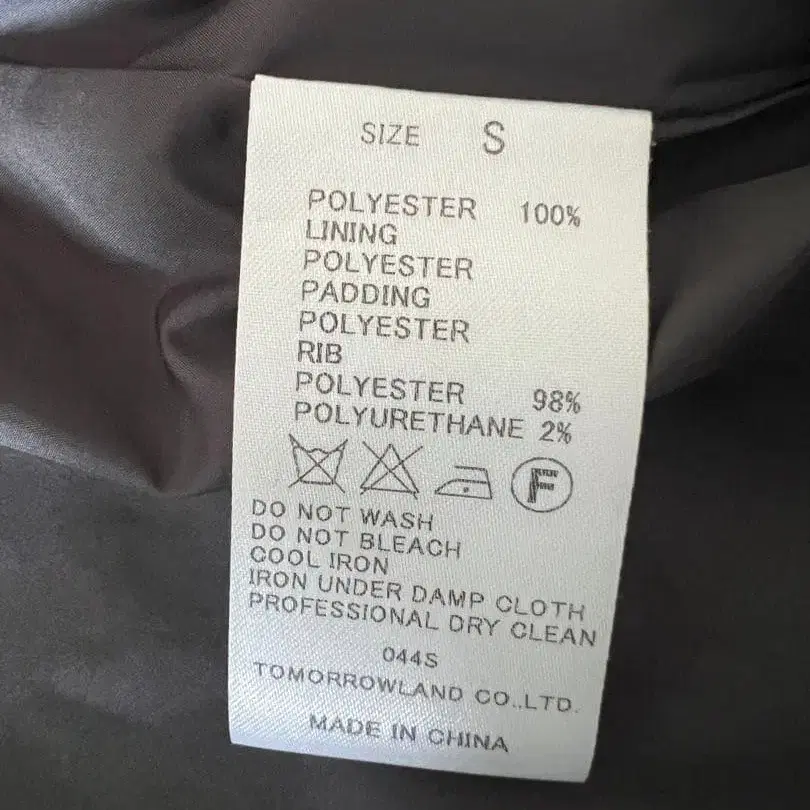 SIZE S
POLYESTER 100%
LINING
POLYESTER
PADDING
POLYESTER
RIB
POLYESTER 98%
POLYURETHANE 2%
F
DO NOT WASH
DO NOT BLEACH
COOL IRON
IRON UNDER DAMP CLOTH
PROFESSIONAL DRY CLEAN
044S
TOMORROWLAND CO.,LTD.
MADE IN CHINA